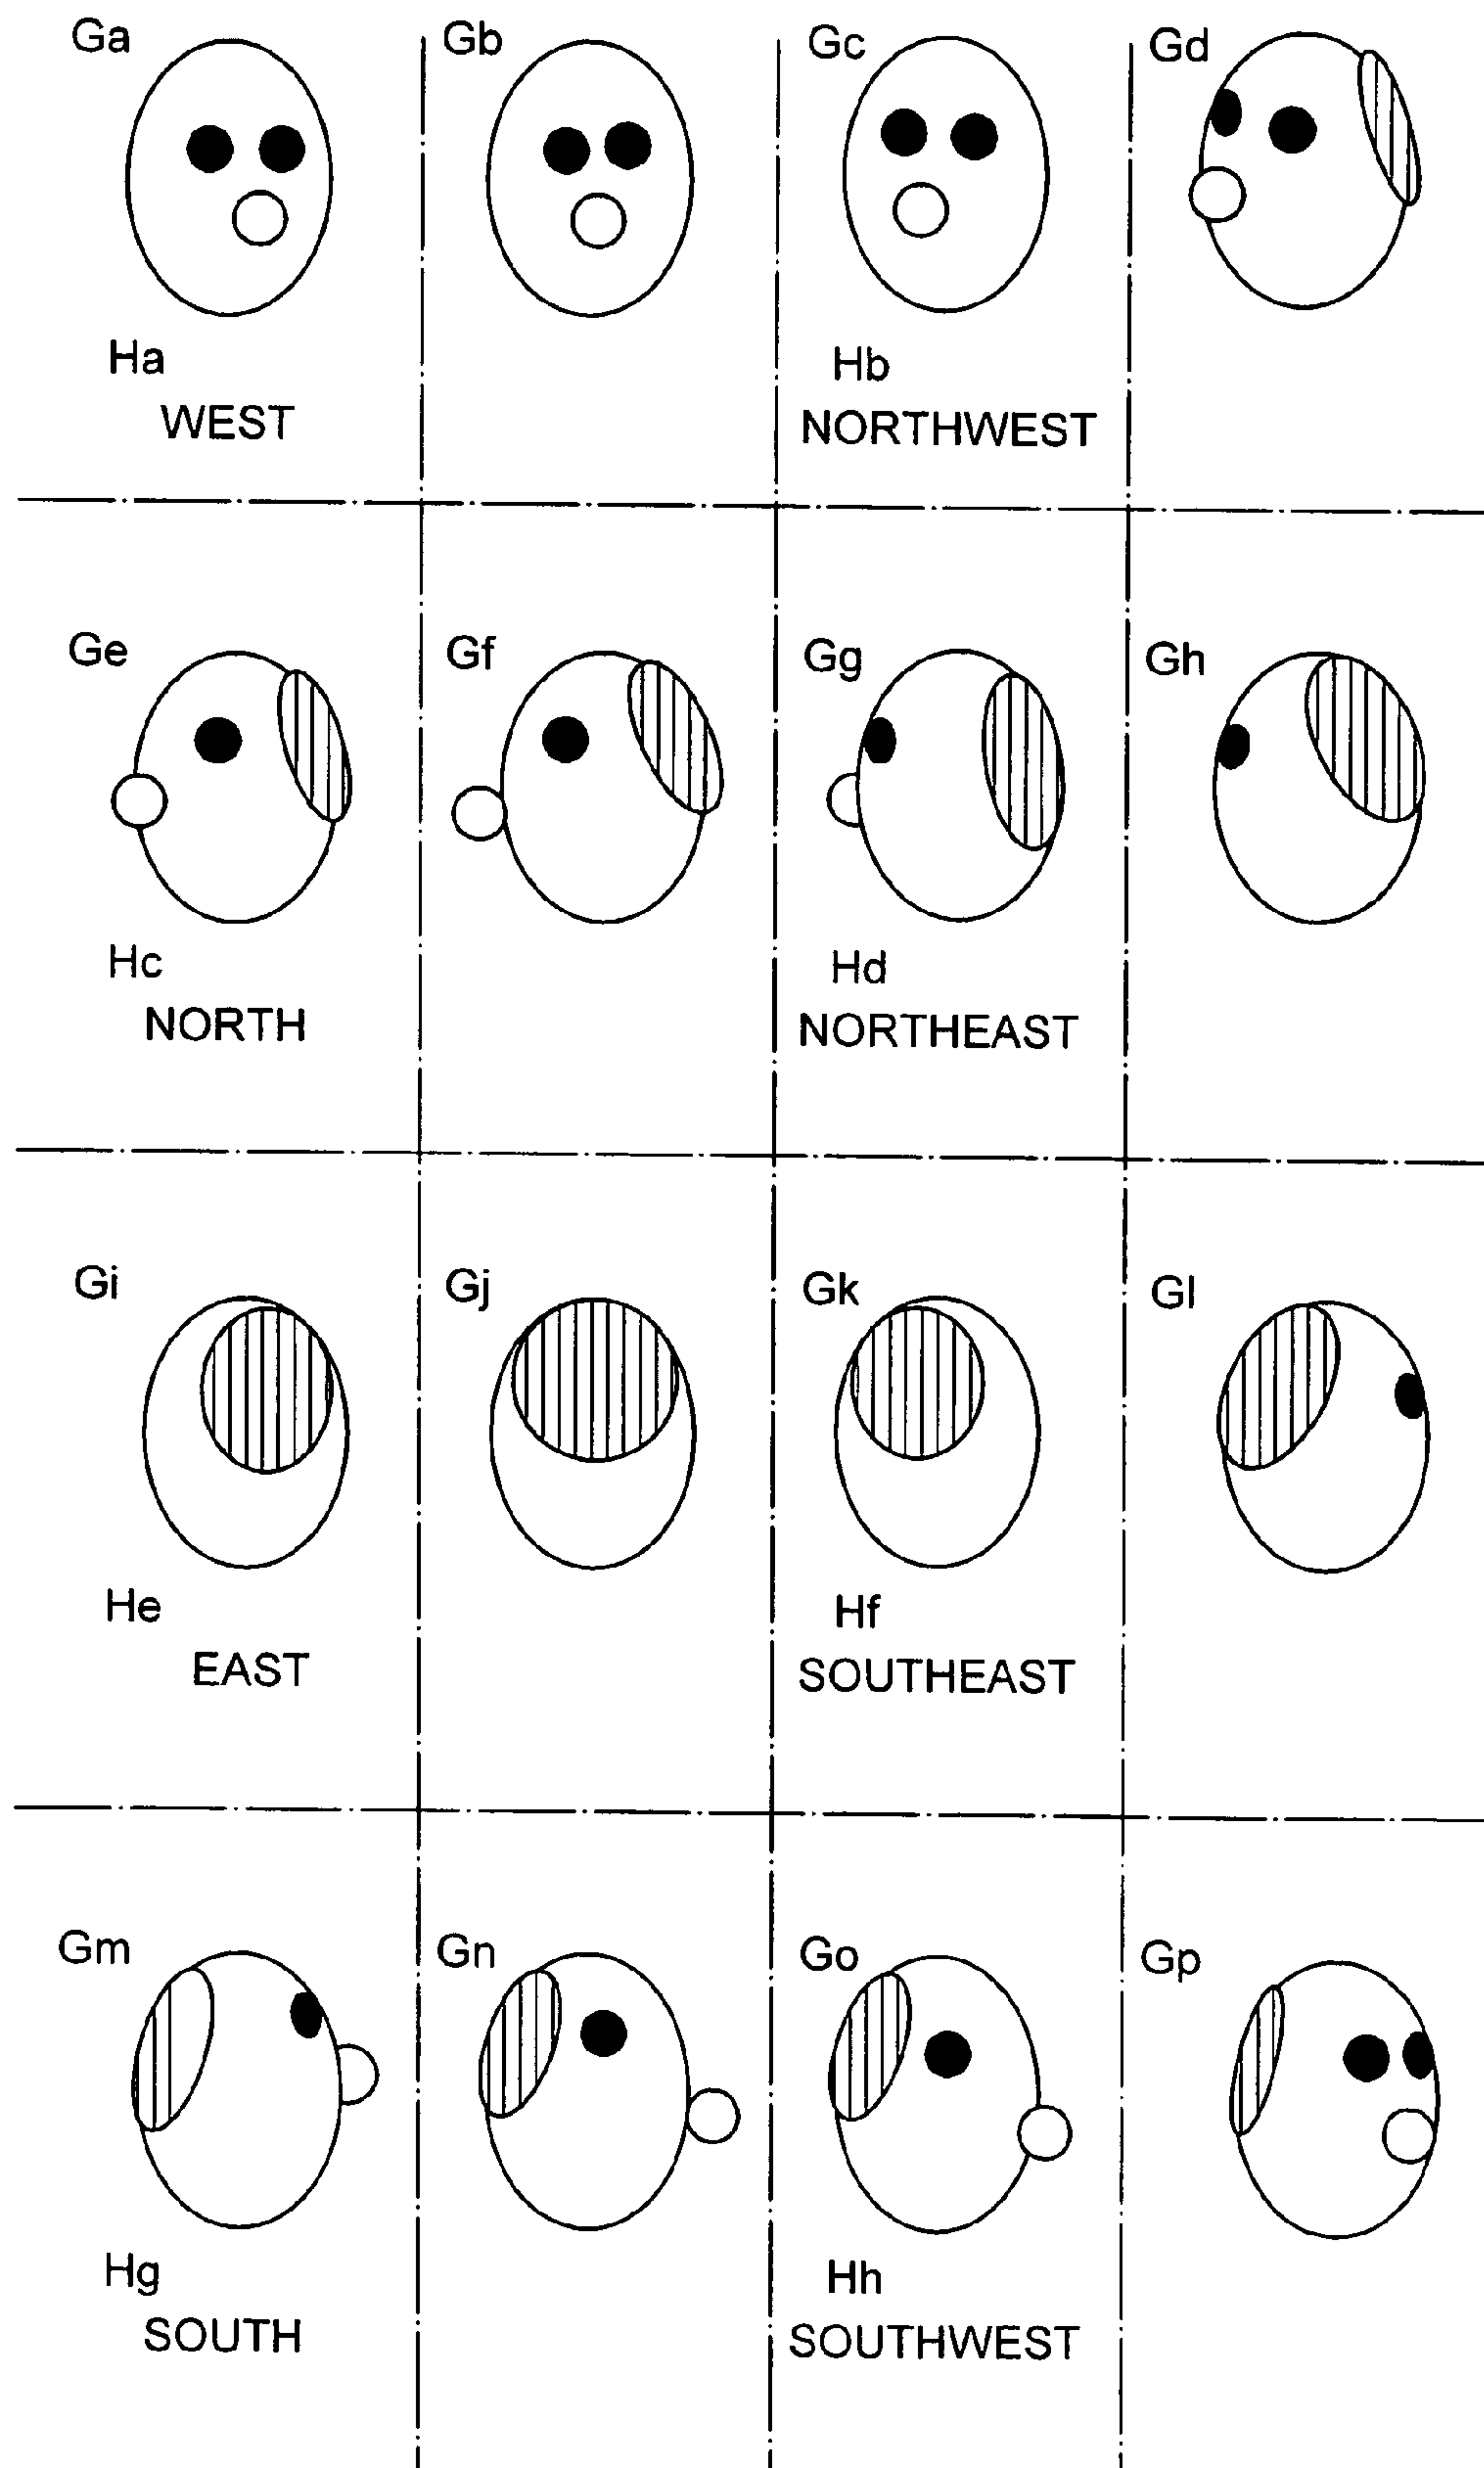 Ga Gb Gc Gd
Ha Hb
WEST NORTHWEST
Ge Gf Gg Gh
Hc Hd
NORTH NORTHEAST
Gi Gj Gk Gl
He Hf
EAST SOUTHEAST
Gm Gn Go Gp
Hg Hh
SOUTH SOUTHWEST